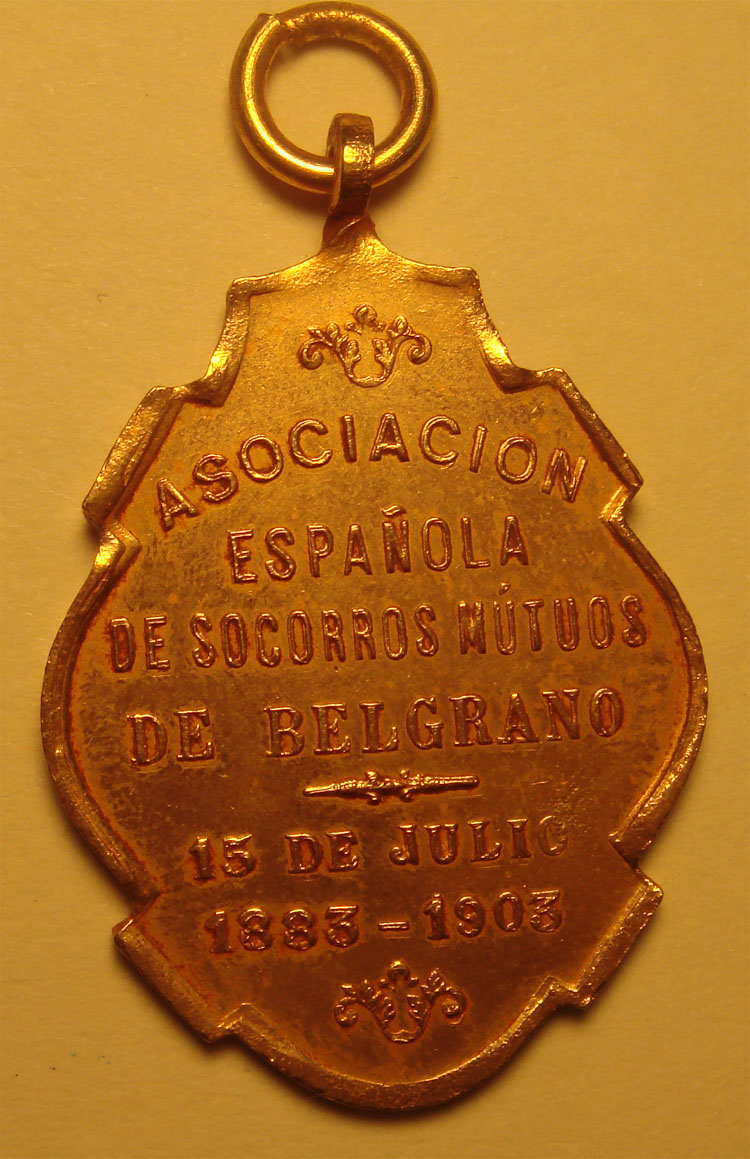 ASOCIACION
ESPAÑOLA
DE SOCORROS MÚTUOS
DE BELGRANO
15 DE JULIO
1883-1903